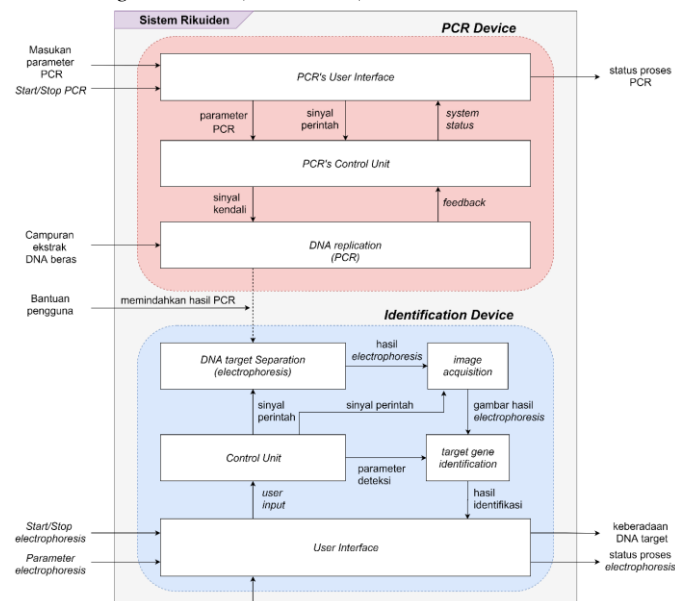 Sistem Rikuiden
PCR Device
Masukan
parameter
PCR
Start/Stop PCR
PCR's User Interface
status proses
PCR
parameter
PCR
sinyal
perintah
system
status
PCR's Control Unit
sinyal
kendali
feedback
Campuran
ekstrak
DNA beras
DNA replication
(PCR)
Bantuan
pengguna
memindahkan hasil PCR
Identification Device
DNA target Separation
(electrophoresis)
hasil
electrophoresis
image
acquisition
sinyal
perintah
sinyal perintah
gambar hasil
electrophoresis
Control Unit
parameter
deteksi
target gene
identification
user
input
hasil
identifikasi
Start/Stop
electrophoresis
Parameter
electrophoresis
User Interface
keberadaan
DNA target
status proses
electrophoresis